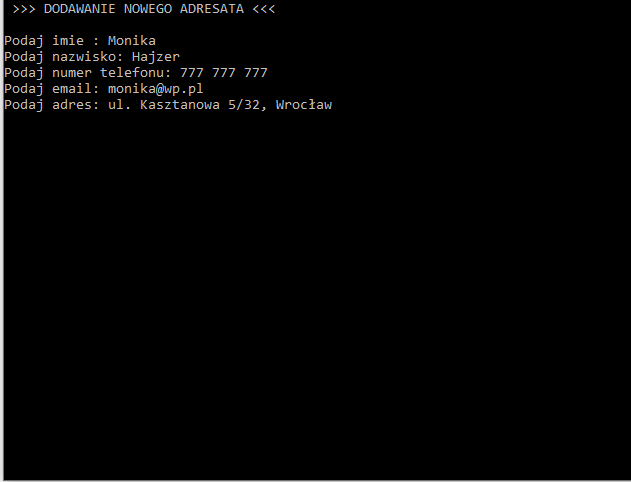 >>> DODAWANIE NOWEGO ADRESATA <<<
Podaj imie : Monika
Podaj nazwisko: Hajzer
Podaj numer telefonu: 777 777 777
Podaj email: monika@wp.pl
Podaj adres: ul. Kasztanowa 5/32, Wrocław